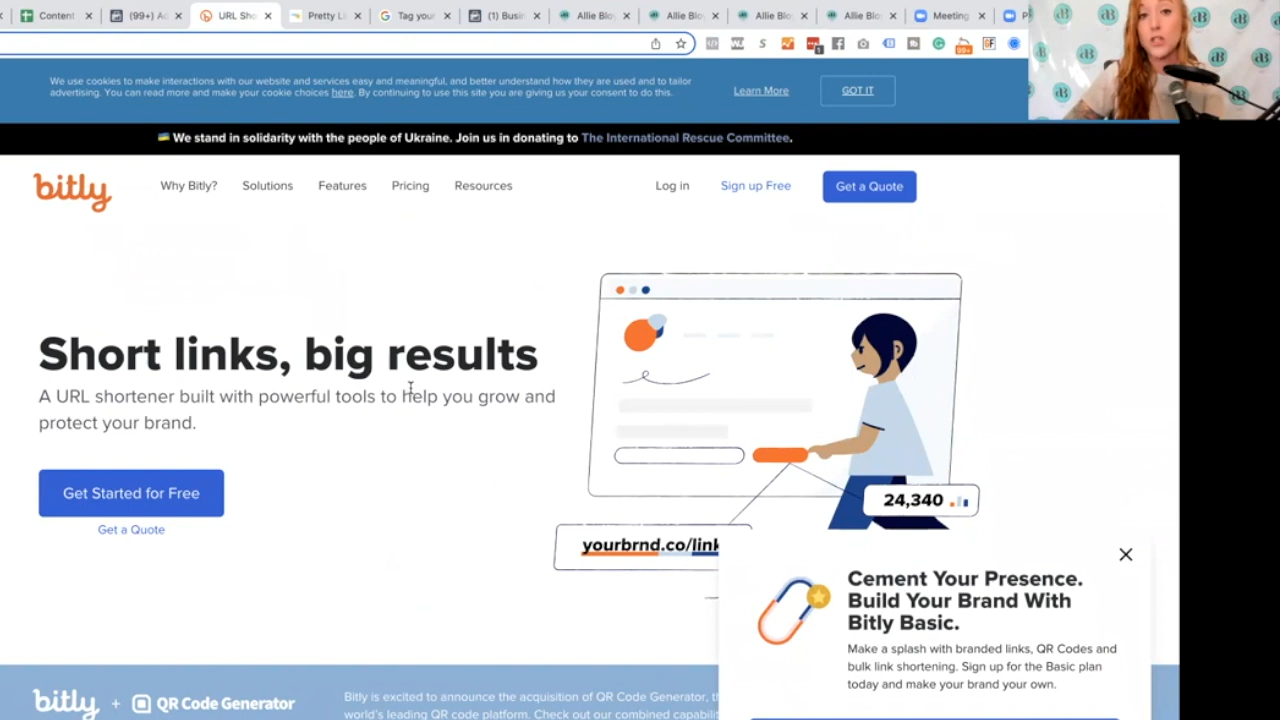 Content
(99+) A
URL Sho
Pretty Li
Tag your
(1) Busin
Allie Blo
Allie Blo
Allie Blo
Allie Blo
Meeting
P
99+
We use cookies to make interactions with our website and services easy and meaningful, and better understand how they are used and to tailor
advertising. You can read more and make your cookie choices here. By continuing to use this site you are giving us your consent to do this.
Learn More
GOT IT
We stand in solidarity with the people of Ukraine. Join us in donating to The International Rescue Committee.
bitly
Why Bitly?
Solutions
Features
Pricing
Resources
Log in
Sign up Free
Get a Quote
Short links, big results
A URL shortener built with powerful tools to help you grow and
protect your brand.
Get Started for Free
Get a Quote
24,340
yourbrnd.co/link
Cement Your Presence.
Build Your Brand With
Bitly Basic.
Make a splash with branded links, QR Codes and
bulk link shortening. Sign up for the Basic plan
today and make your brand your own.
bitly + QR Code Generator
Bitly is excited to announce the acquisition of QR Code Generator, t
world's leading QR code platform. Check out our combined capabili